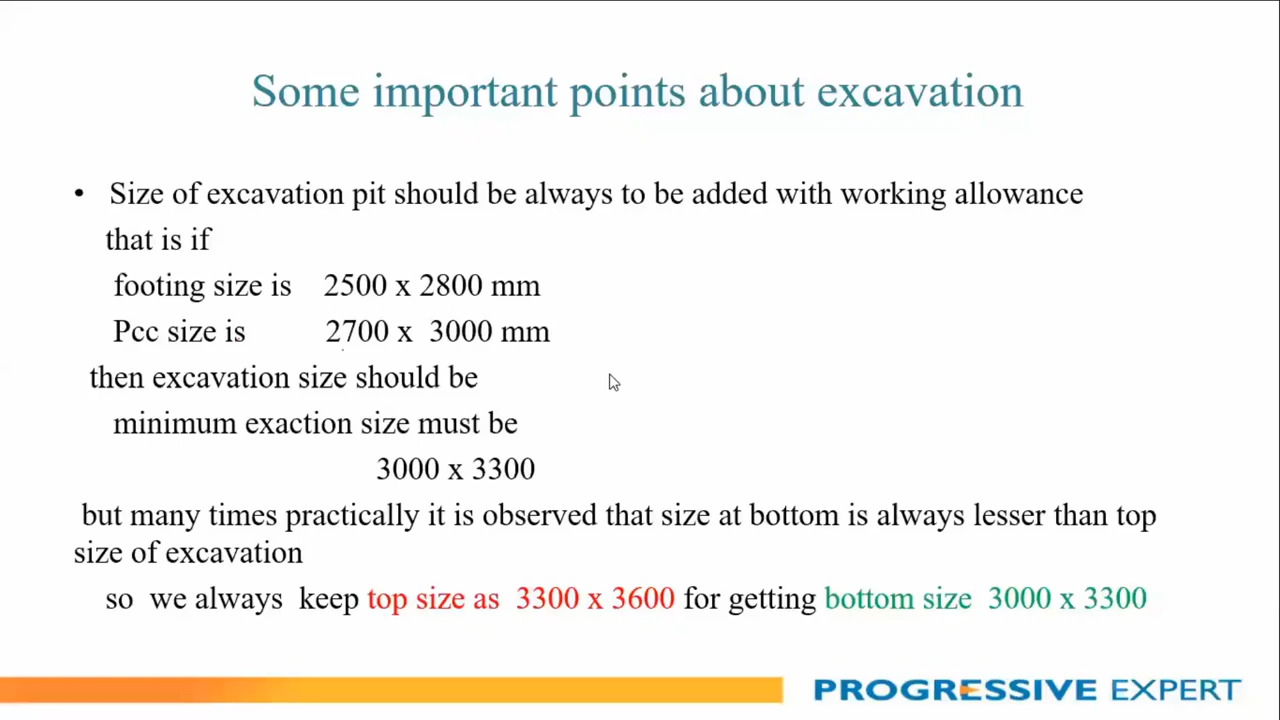 Some important points about excavation
• Size of excavation pit should be always to be added with working allowance
that is if
footing size is 2500 x 2800 mm
Pcc size is 2700 x 3000 mm
then excavation size should be
minimum exaction size must be
3000 x 3300
but many times practically it is observed that size at bottom is always lesser than top
size of excavation
so we always keep top size as 3300 x 3600 for getting bottom size 3000 x 3300
PROGRESSIVE EXPERT